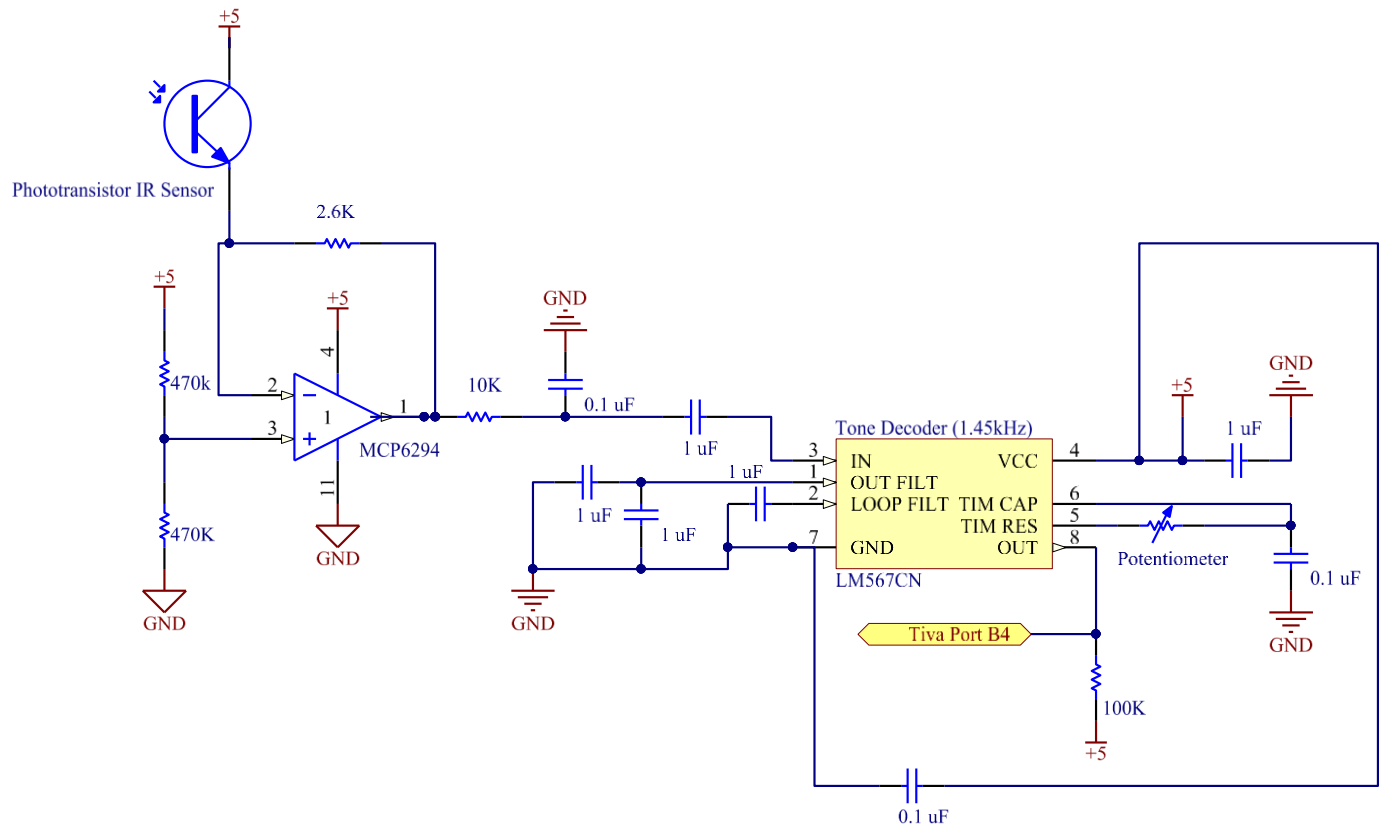 +5
Phototransistor IR Sensor
2.6K
+5
+5
4
470k
2
1
3
+
1
MCP6294
11
470K
GND
GND
10K
GND
0.1 uF
1 uF
1 uF
1 uF
1 uF
GND
Tone Decoder (1.45kHz)
3
IN
1
OUT FILT
2
LOOP FILT
7
GND
VCC
4
TIM CAP
6
TIM RES
5
OUT
8
LM567CN
+5
1 uF
GND
Potentiometer
0.1 uF
GND
Tiva Port B4
100K
+5
0.1 uF